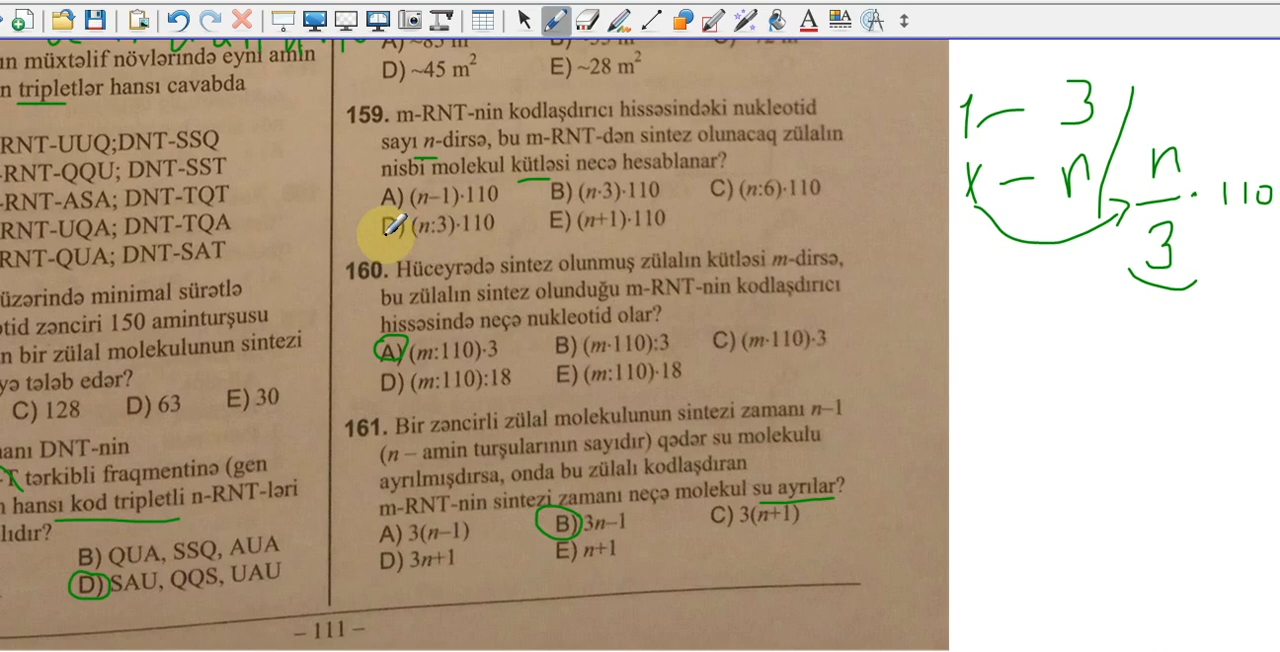 ın müxtəlif növlərində eyni amin
n tripletlər hansı cavabda
RNT-UUQ;DNT-SSQ
-RNT-QQU; DNT-SST
-RNT-ASA; DNT-TQT
RNT-UQA; DNT-TQA
RNT-QUA; DNT-SAT
üzərində minimal sürətlə
otid zənciri 150 aminturşusu
n bir zülal molekulunun sintezi
yə tələb edər?
C) 128 D) 63 E) 30
manı DNT-nin
T tərkibli fraqmentinə (gen
n hansı kod tripletli n-RNT-ləri
lıdır?
B) QUA, SSQ, AUA
D) SAU, QQS, UAU
D) ~45 m² E) ~28 m²
159. m-RNT-nin kodlaşdırıcı hissəsindəki nukleotid
sayı n-dirsə, bu m-RNT-dən sintez olunacaq zülalın
nisbi molekul kütləsi necə hesablanar?
A) (n–1)·110 B) (n·3)·110 C) (n:6)·110
D) (n:3)·110 E) (n+1)·110
160. Hüceyrədə sintez olunmuş zülalın kütləsi m-dirsə,
bu zülalın sintez olunduğu m-RNT-nin kodlaşdırıcı
hissəsində neçə nukleotid olar?
A) (m:110)·3 B) (m·110):3 C) (m·110)·3
D) (m:110):18 E) (m:110)·18
161. Bir zəncirli zülal molekulunun sintezi zamanı n–1
(n – amin turşularının sayıdır) qədər su molekulu
ayrılmışdırsa, onda bu zülalı kodlaşdıran
m-RNT-nin sintezi zamanı neçə molekul su ayrılar?
A) 3(n–1) B) 3n–1 C) 3(n+1)
D) 3n+1 E) n+1
– 111 –
1 – 3
x – n
n
· 110
3